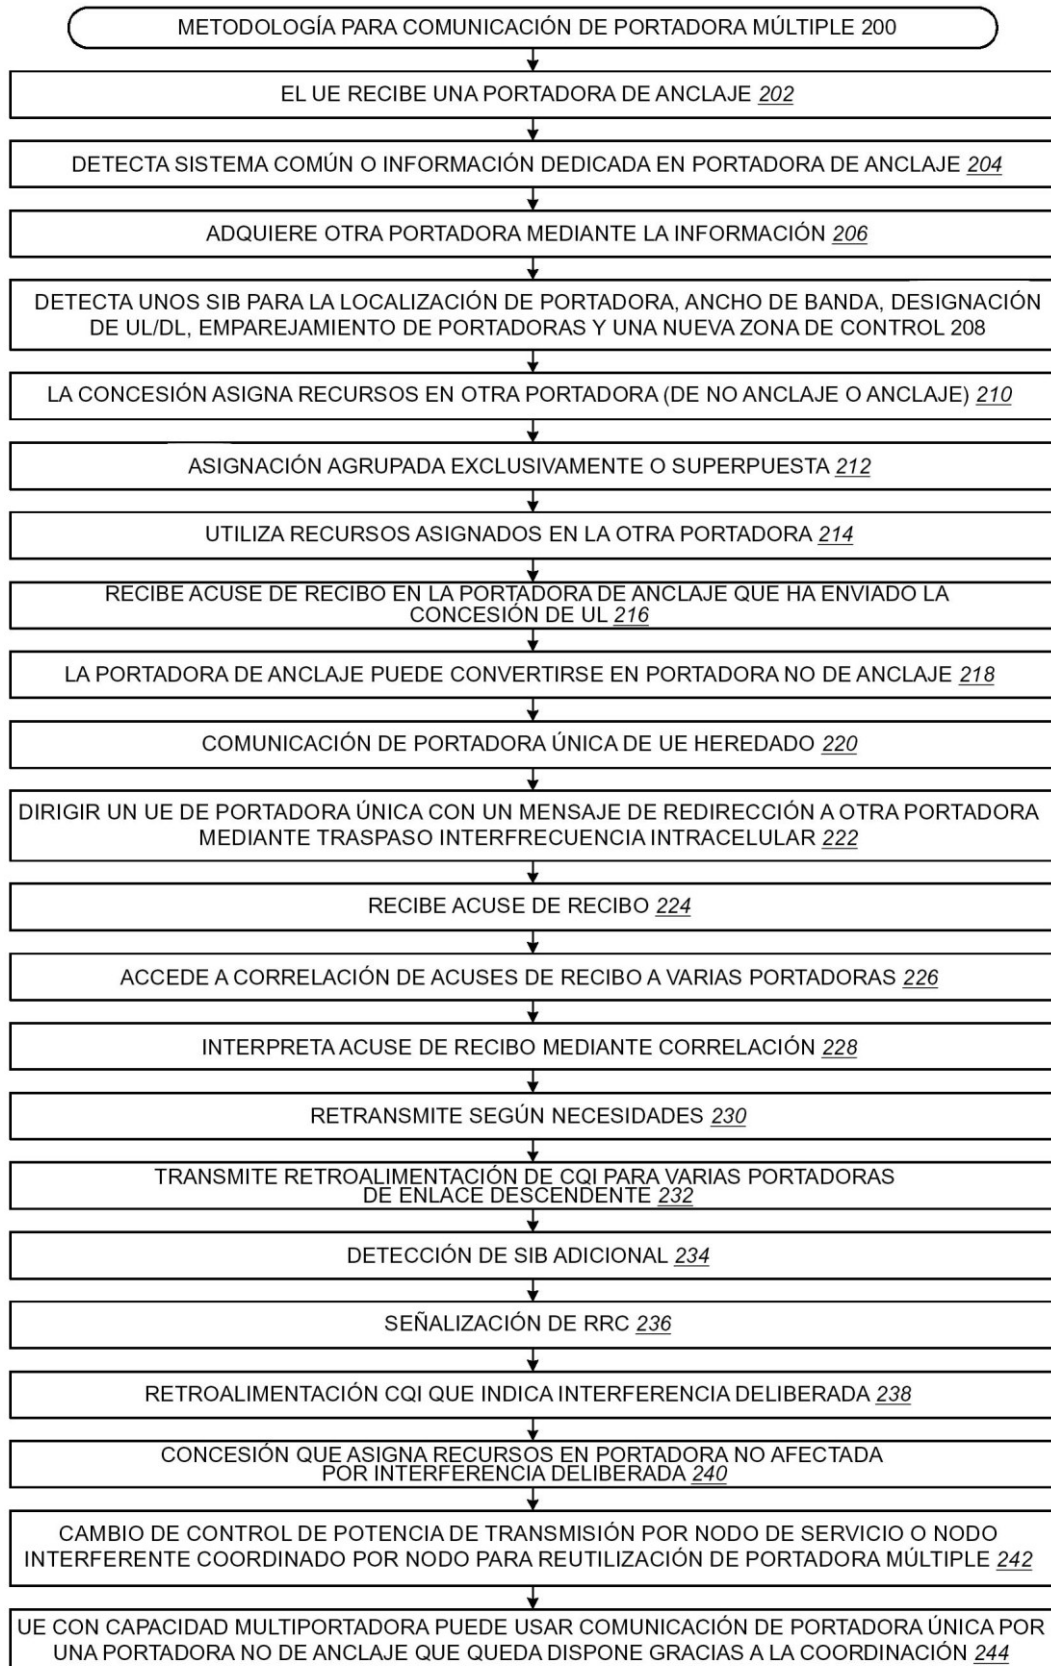 METODOLOGÍA PARA COMUNICACIÓN DE PORTADORA MÚLTIPLE 200
EL UE RECIBE UNA PORTADORA DE ANCLAJE 202
DETECTA SISTEMA COMÚN O INFORMACIÓN DEDICADA EN PORTADORA DE ANCLAJE 204
ADQUIERE OTRA PORTADORA MEDIANTE LA INFORMACIÓN 206
DETECTA UNOS SIB PARA LA LOCALIZACIÓN DE PORTADORA, ANCHO DE BANDA, DESIGNACIÓN
DE UL/DL, EMPAREJAMIENTO DE PORTADORAS Y UNA NUEVA ZONA DE CONTROL 208
LA CONCESIÓN ASIGNA RECURSOS EN OTRA PORTADORA (DE NO ANCLAJE O ANCLAJE) 210
ASIGNACIÓN AGRUPADA EXCLUSIVAMENTE O SUPERPUESTA 212
UTILIZA RECURSOS ASIGNADOS EN LA OTRA PORTADORA 214
RECIBE ACUSE DE RECIBO EN LA PORTADORA DE ANCLAJE QUE HA ENVIADO LA
CONCESIÓN DE UL 216
LA PORTADORA DE ANCLAJE PUEDE CONVERTIRSE EN PORTADORA NO DE ANCLAJE 218
COMUNICACIÓN DE PORTADORA ÚNICA DE UE HEREDADO 220
DIRIGIR UN UE DE PORTADORA ÚNICA CON UN MENSAJE DE REDIRECCIÓN A OTRA PORTADORA
MEDIANTE TRASPASO INTERFRECUENCIA INTRACELULAR 222
RECIBE ACUSE DE RECIBO 224
ACCEDE A CORRELACIÓN DE ACUSES DE RECIBO A VARIAS PORTADORAS 226
INTERPRETA ACUSE DE RECIBO MEDIANTE CORRELACIÓN 228
RETRANSMITE SEGÚN NECESIDADES 230
TRANSMITE RETROALIMENTACIÓN DE CQI PARA VARIAS PORTADORAS
DE ENLACE DESCENDENTE 232
DETECCIÓN DE SIB ADICIONAL 234
SEÑALIZACIÓN DE RRC 236
RETROALIMENTACIÓN CQI QUE INDICA INTERFERENCIA DELIBERADA 238
CONCESIÓN QUE ASIGNA RECURSOS EN PORTADORA NO AFECTADA
POR INTERFERENCIA DELIBERADA 240
CAMBIO DE CONTROL DE POTENCIA DE TRANSMISIÓN POR NODO DE SERVICIO O NODO
INTERFERENTE COORDINADO POR NODO PARA REUTILIZACIÓN DE PORTADORA MÚLTIPLE 242
UE CON CAPACIDAD MULTIPORTADORA PUEDE USAR COMUNICACIÓN DE PORTADORA ÚNICA POR
UNA PORTADORA NO DE ANCLAJE QUE QUEDA DISPONE GRACIAS A LA COORDINACIÓN 244